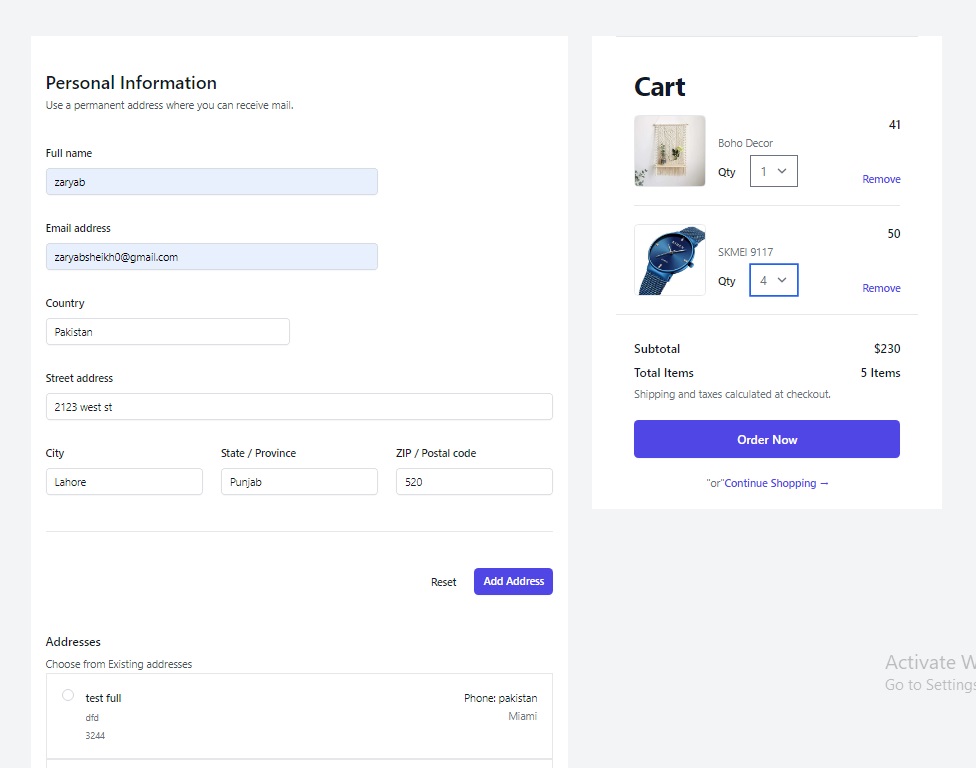 Personal Information
Use a permanent address where you can receive mail.
Full name
zaryab
Email address
zaryabsheikh0@gmail.com
Country
Pakistan
Street address
2123 west st
City State / Province ZIP / Postal code
Lahore Punjab 520
Reset Add Address
Addresses
Choose from Existing addresses
test full Phone: pakistan
dfd Miami
3244
Cart
41
Boho Decor
Qty 1
Remove
50
SKMEI 9117
Qty 4
Remove
Subtotal $230
Total Items 5 Items
Shipping and taxes calculated at checkout.
Order Now
"or"Continue Shopping →
Activate W
Go to Settings